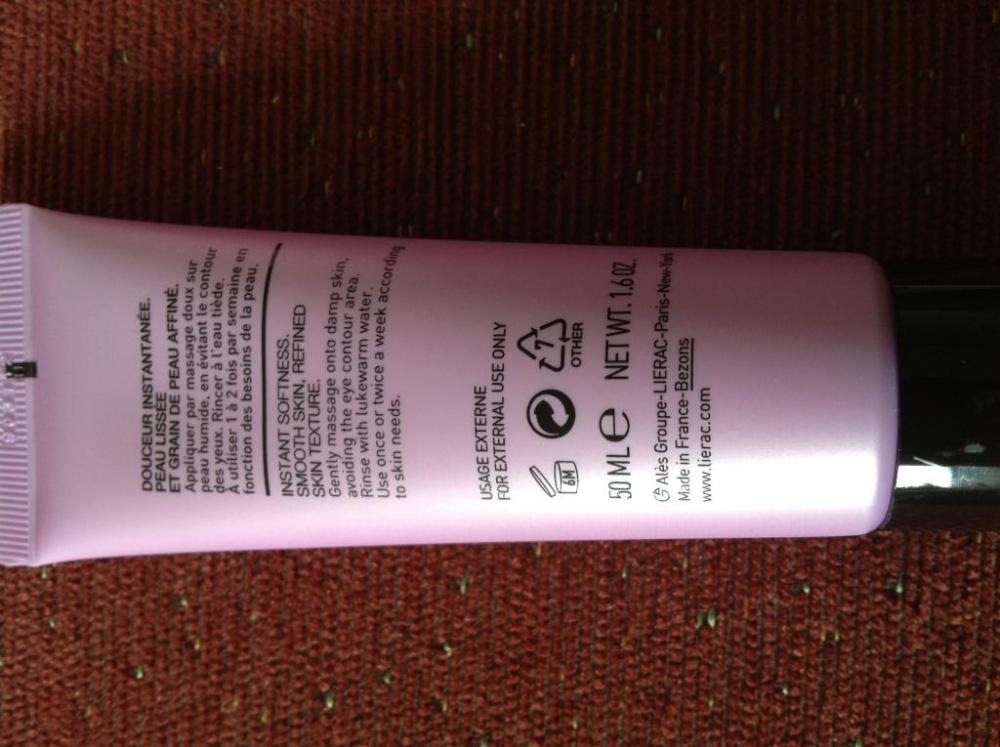 DOUCEUR INSTANTANÉE.
PEAU LISSÉE
ET GRAIN DE PEAU AFFINÉ.
Appliquer par massage doux sur
peau humide, en évitant le contour
des yeux. Rincer à l'eau tiède.
A utiliser 1 à 2 fois par semaine en
fonction des besoins de la peau.
INSTANT SOFTNESS.
SMOOTH SKIN, REFINED
SKIN TEXTURE.
Gently massage onto damp skin,
avoiding the eye contour area.
Rinse with lukewarm water.
Use once or twice a week according
to skin needs.
USAGE EXTERNE
FOR EXTERNAL USE ONLY
6M
7
OTHER
50 ML e NET WT. 1.6 OZ.
Alès Groupe-LIERAC-Paris-New-York
Made in France-Bezons
www.lierac.com